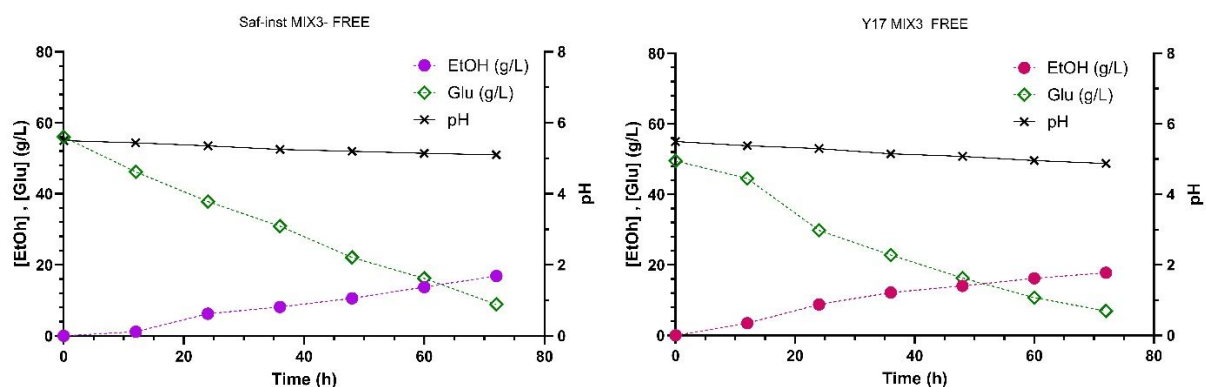 Saf-inst MIX3- FREE
80
60
40
20
0
[EtOh] , [Glu] (g/L)
8
6
4
2
0
pH
EtOH (g/L)
Glu (g/L)
pH
0 20 40 60 80
Time (h)
Y17 MIX3 FREE
80
60
40
20
0
[EtOh] , [Glu] (g/L)
8
6
4
2
0
pH
EtOH (g/L)
Glu (g/L)
pH
0 20 40 60 80
Time (h)